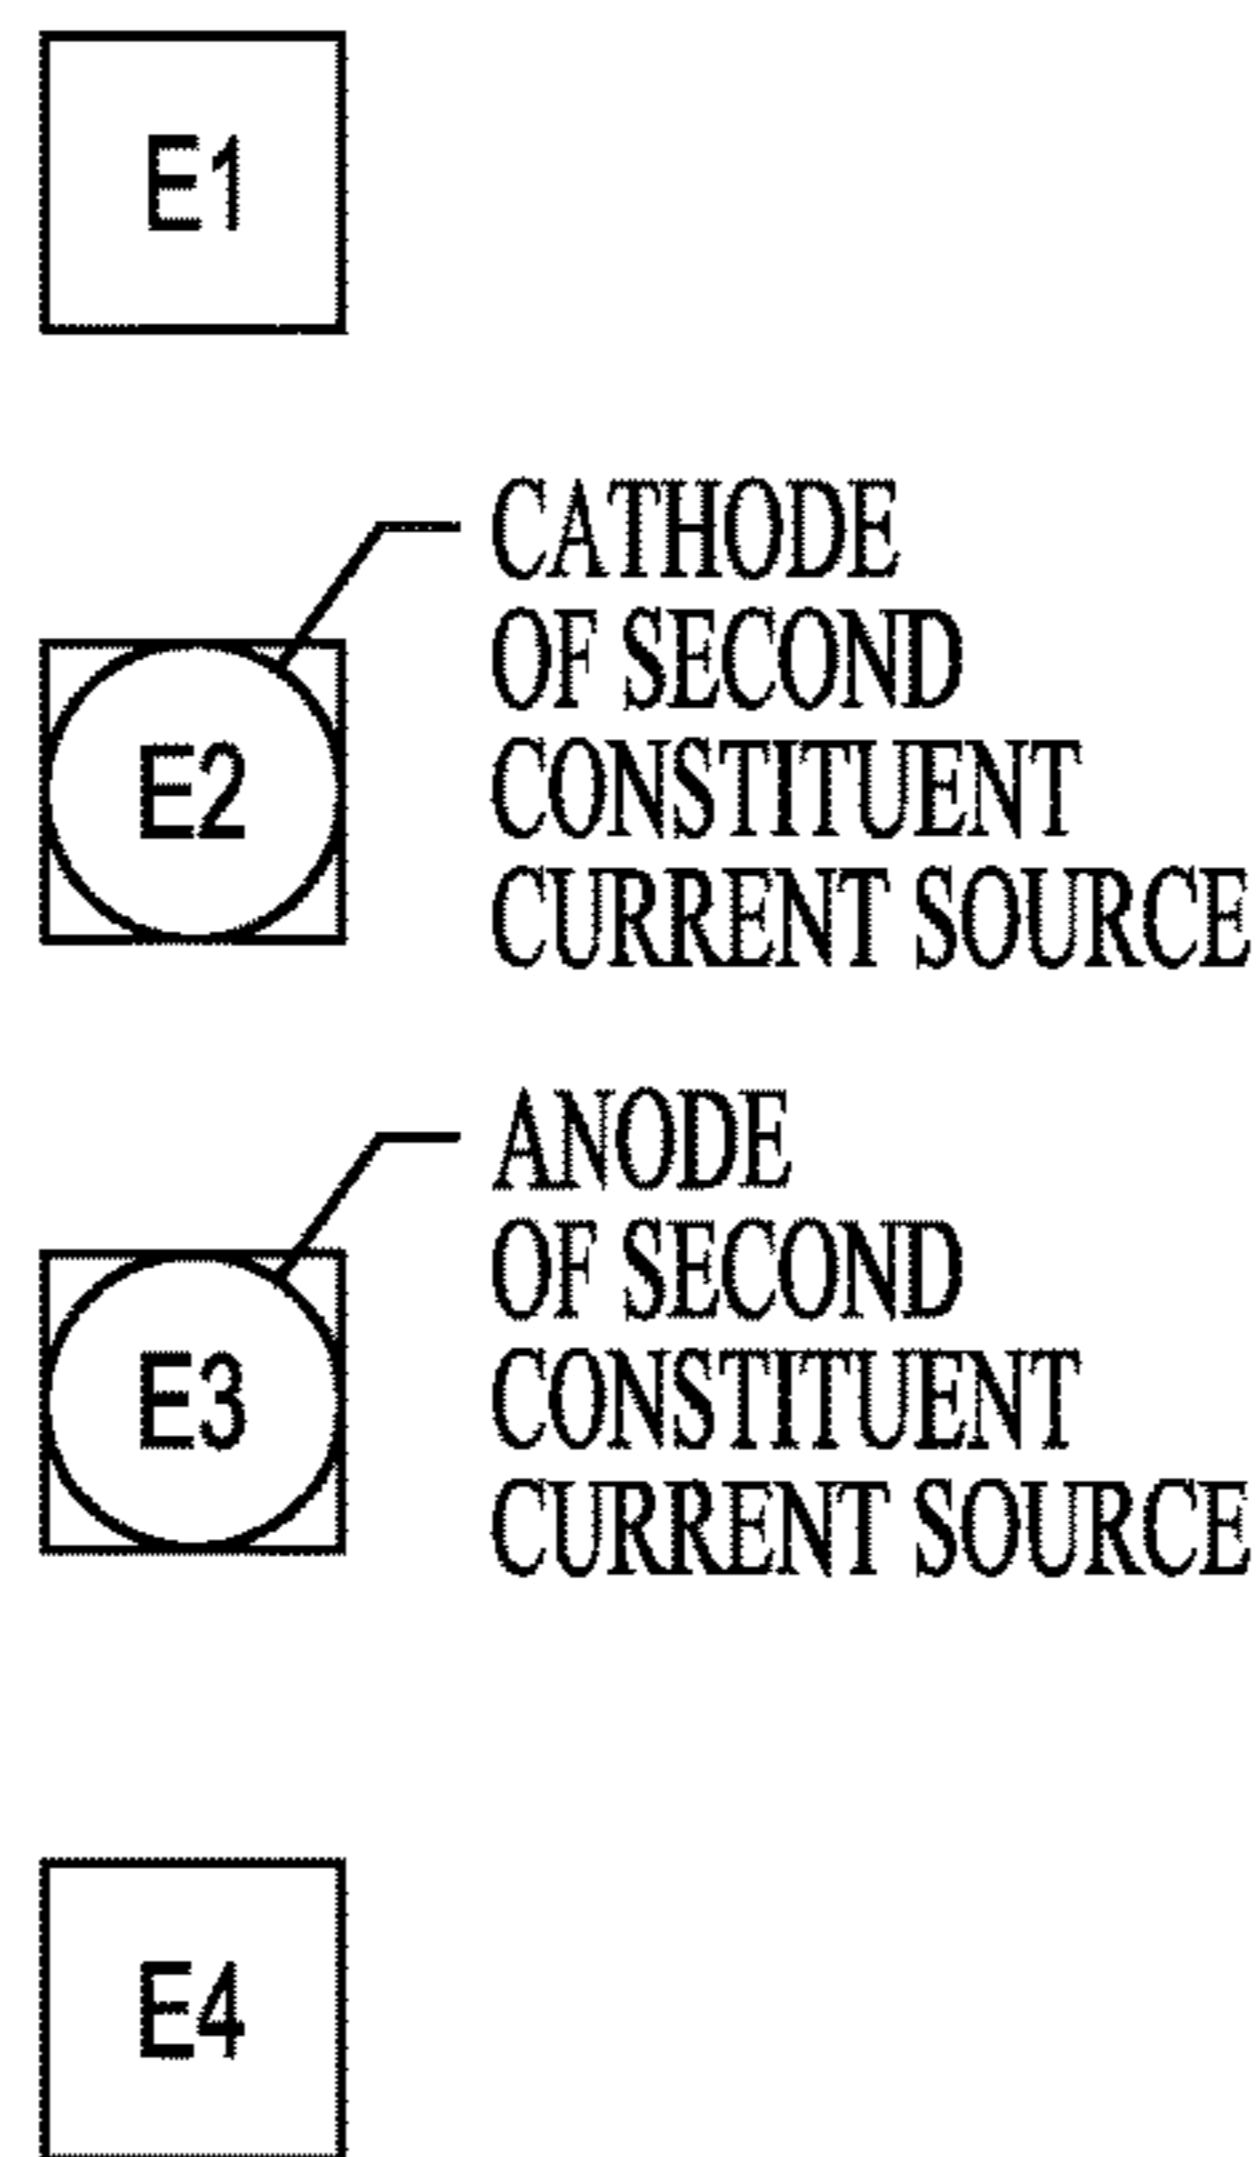 E1
CATHODE
OF SECOND
CONSTITUENT
CURRENT SOURCE
E2
ANODE
OF SECOND
CONSTITUENT
CURRENT SOURCE
E3
E4